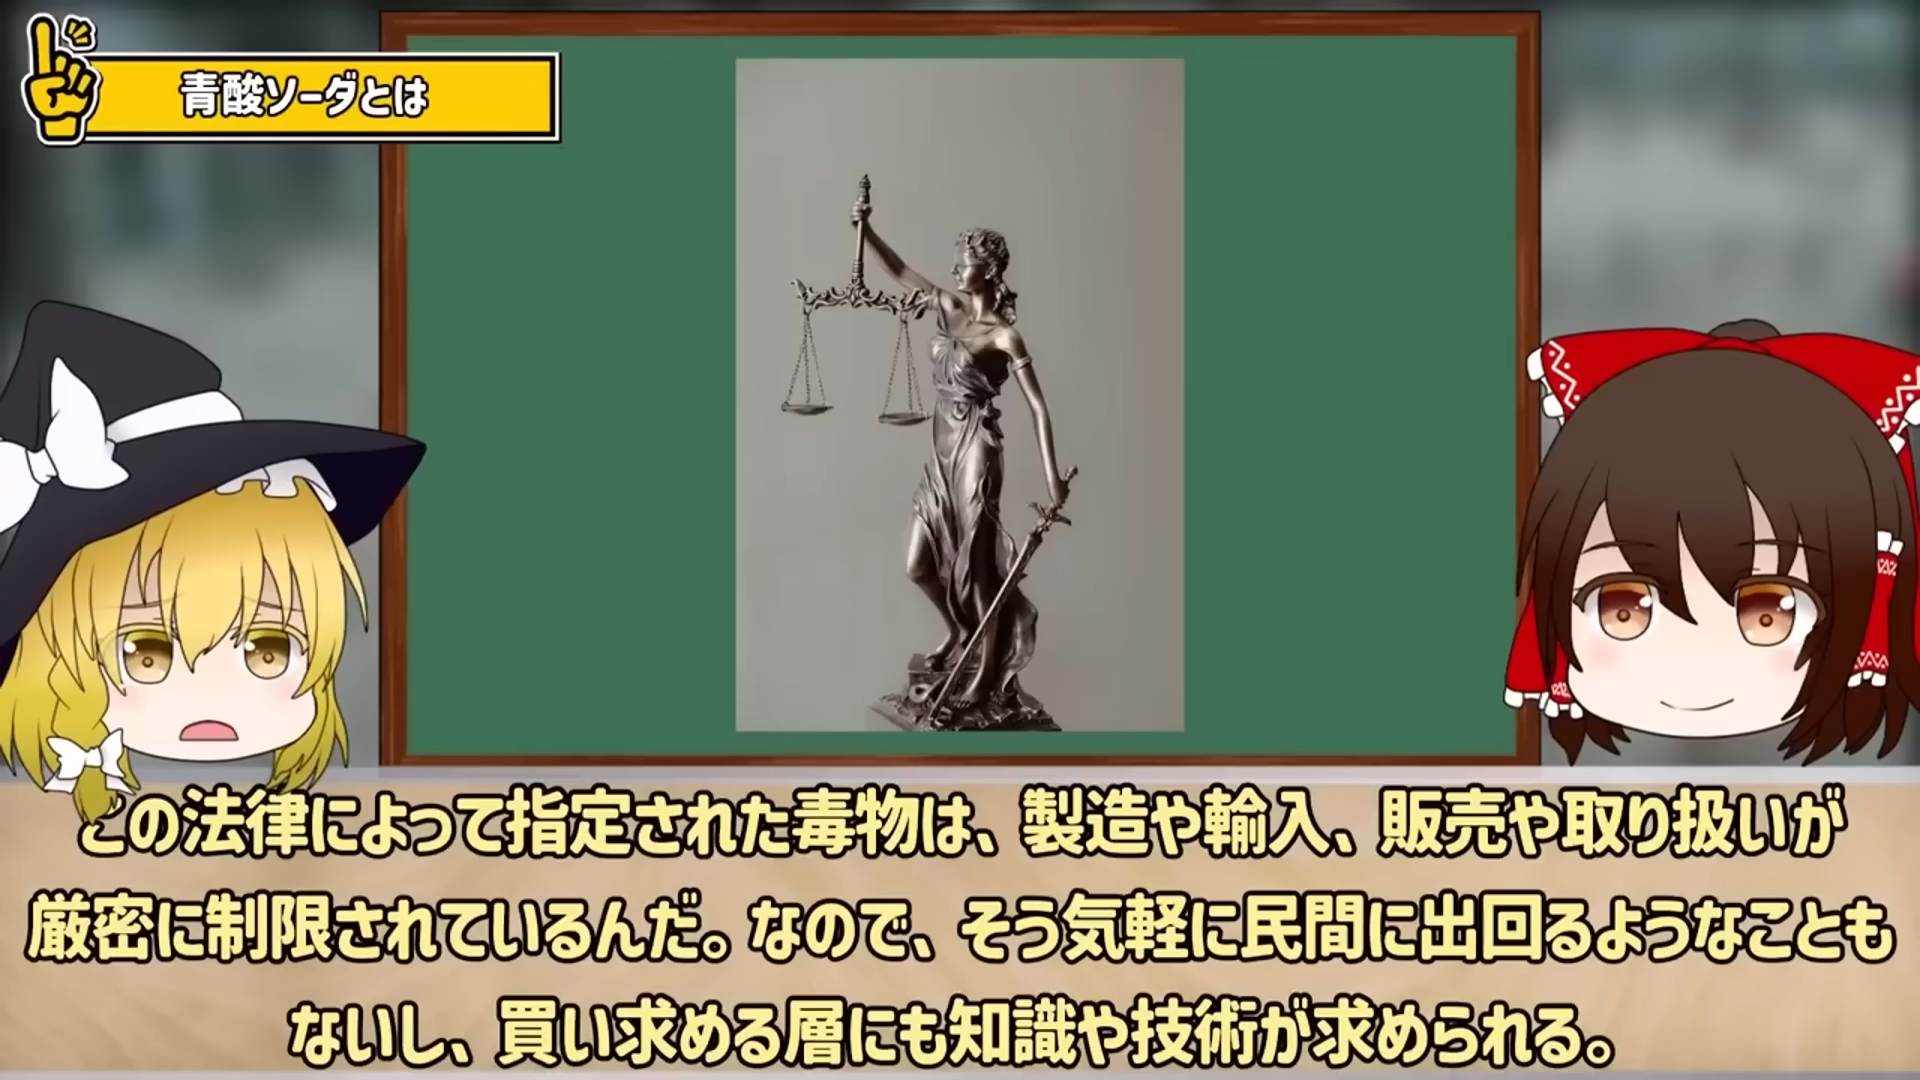 青酸ソーダとは
この法律によって指定された毒物は、製造や輸入、販売や取り扱いが
厳密に制限されているんだ。なので、そう気軽に民間に出回るようなことも
ないし、買い求める層にも知識や技術が求められる。